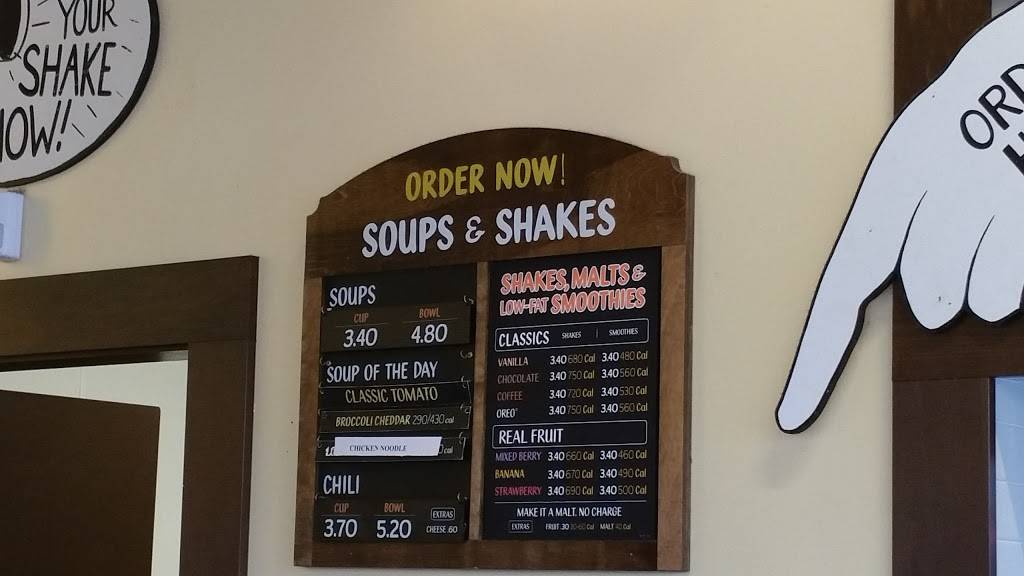 YOUR
SHAKE
NOW!
ORDER NOW!
SOUPS & SHAKES
SOUPS
CUP BOWL
3.40 4.80
SOUP OF THE DAY
CLASSIC TOMATO
BROCCOLI CHEDDAR 290/430 cal
CHICKEN NOODLE
CHILI
CUP BOWL EXTRAS
3.70 5.20 CHEESE .60
SHAKES, MALTS &
LOW-FAT SMOOTHIES
CLASSICS SHAKES | SMOOTHIES
VANILLA 3.40 680 Cal 3.40 480 Cal
CHOCOLATE 3.40 750 Cal 3.40 560 Cal
COFFEE 3.40 720 Cal 3.40 530 Cal
OREO® 3.40 750 Cal 3.40 560 Cal
REAL FRUIT
MIXED BERRY 3.40 660 Cal 3.40 460 Cal
BANANA 3.40 670 Cal 3.40 490 Cal
STRAWBERRY 3.40 690 Cal 3.40 500 Cal
MAKE IT A MALT. NO CHARGE
EXTRAS FRUIT .30 Cal MALT Cal
ORD
H